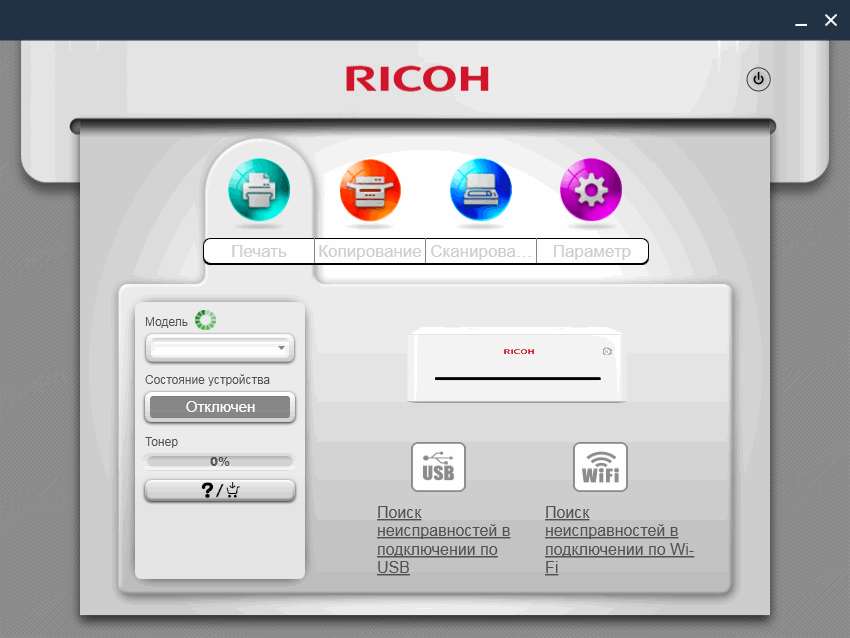 RICOH
Печать
Копирование
Сканирова...
Параметр
Модель
Состояние устройства
Отключен
Тонер
0%
?/
RICOH
USB
WiFi
Поиск
неисправностей в
подключении по
USB
Поиск
неисправностей в
подключении по Wi-
Fi